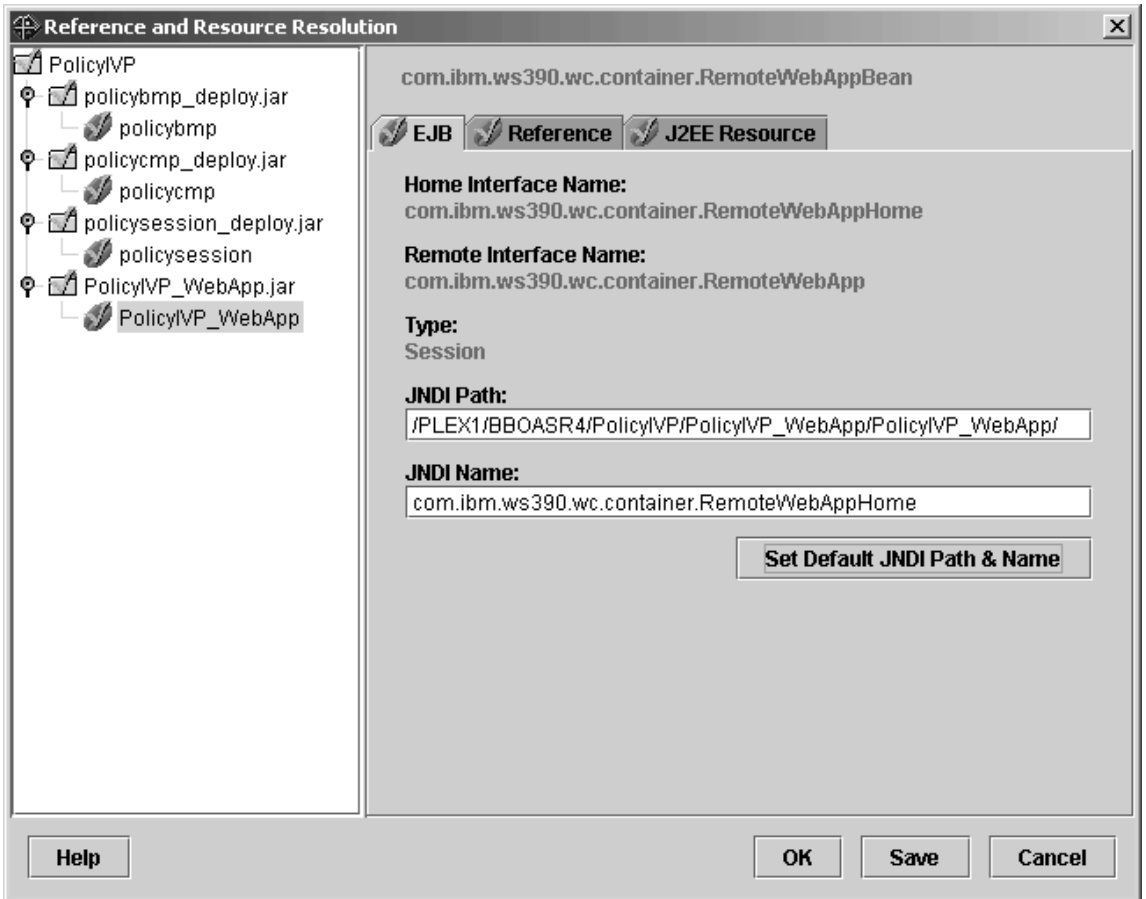 Reference and Resource Resolution
PolicyIVP
policybmp_deploy.jar
policybmp
policycmp_deploy.jar
policycmp
policysession_deploy.jar
policysession
PolicyIVP_WebApp.jar
PolicyIVP_WebApp
com.ibm.ws390.wc.container.RemoteWebAppBean
EJB Reference J2EE Resource
Home Interface Name:
com.ibm.ws390.wc.container.RemoteWebAppHome
Remote Interface Name:
com.ibm.ws390.wc.container.RemoteWebApp
Type:
Session
JNDI Path:
/PLEX1/BBOASR4/PolicyIVP/PolicyIVP_WebApp/PolicyIVP_WebApp/
JNDI Name:
com.ibm.ws390.wc.container.RemoteWebAppHome
Set Default JNDI Path & Name
Help OK Save Cancel